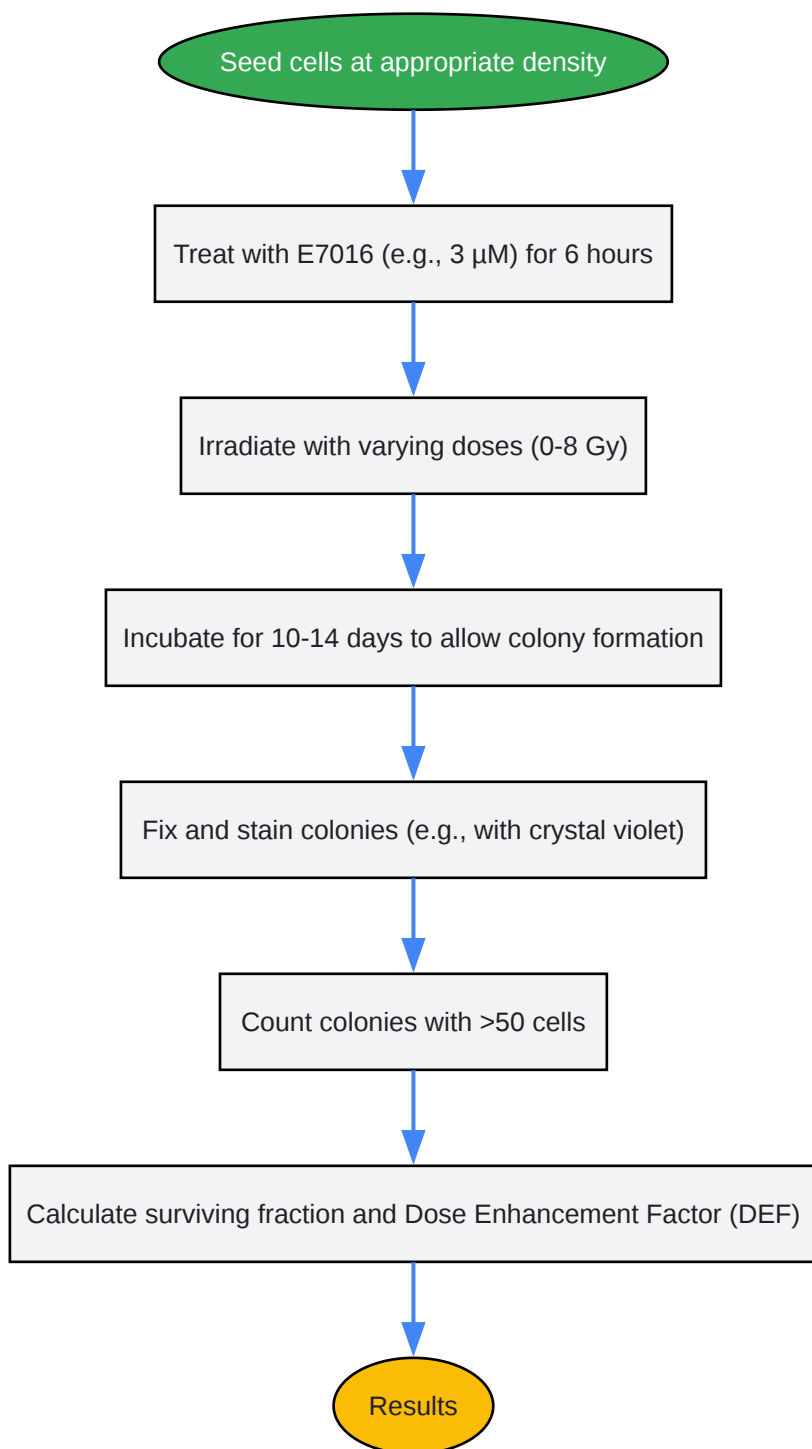 Seed cells at appropriate density
Treat with E7016 (e.g., 3 µM) for 6 hours
Irradiate with varying doses (0-8 Gy)
Incubate for 10-14 days to allow colony formation
Fix and stain colonies (e.g., with crystal violet)
Count colonies with >50 cells
Calculate surviving fraction and Dose Enhancement Factor (DEF)
Results